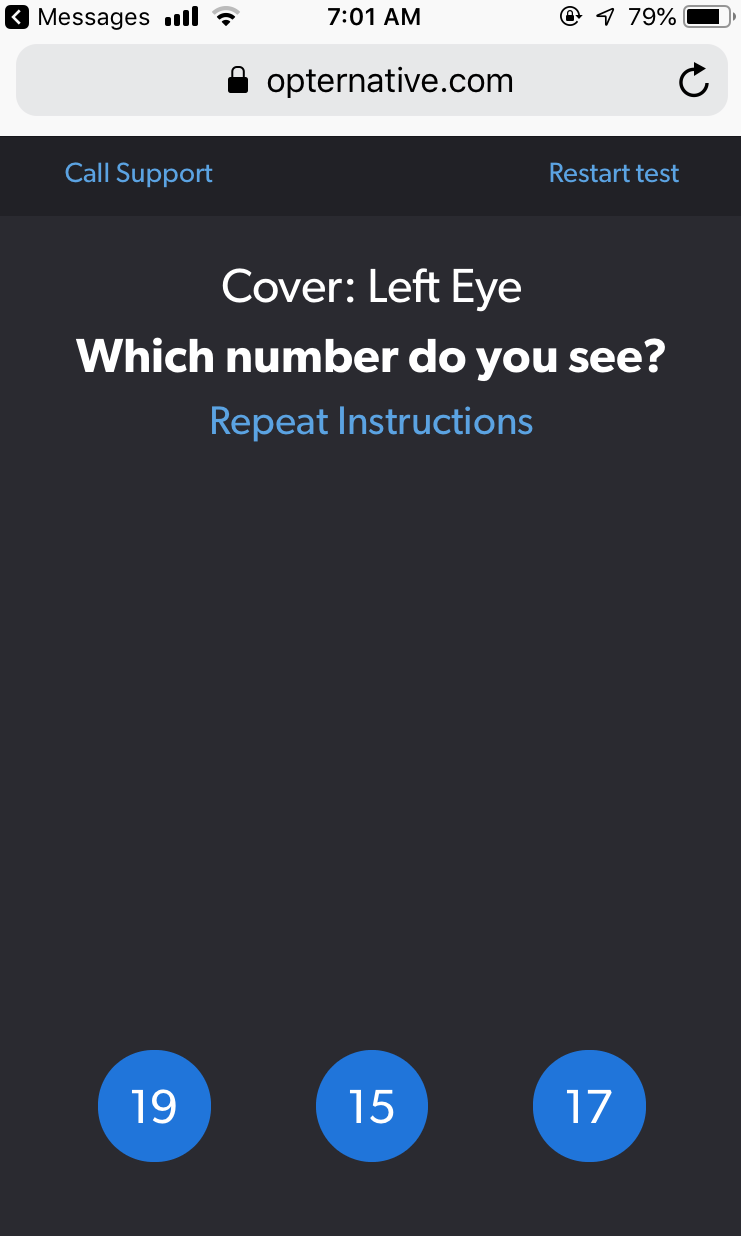 Messages 7:01 AM 79%
opternative.com
Call Support Restart test
Cover: Left Eye
Which number do you see?
Repeat Instructions
19 15 17